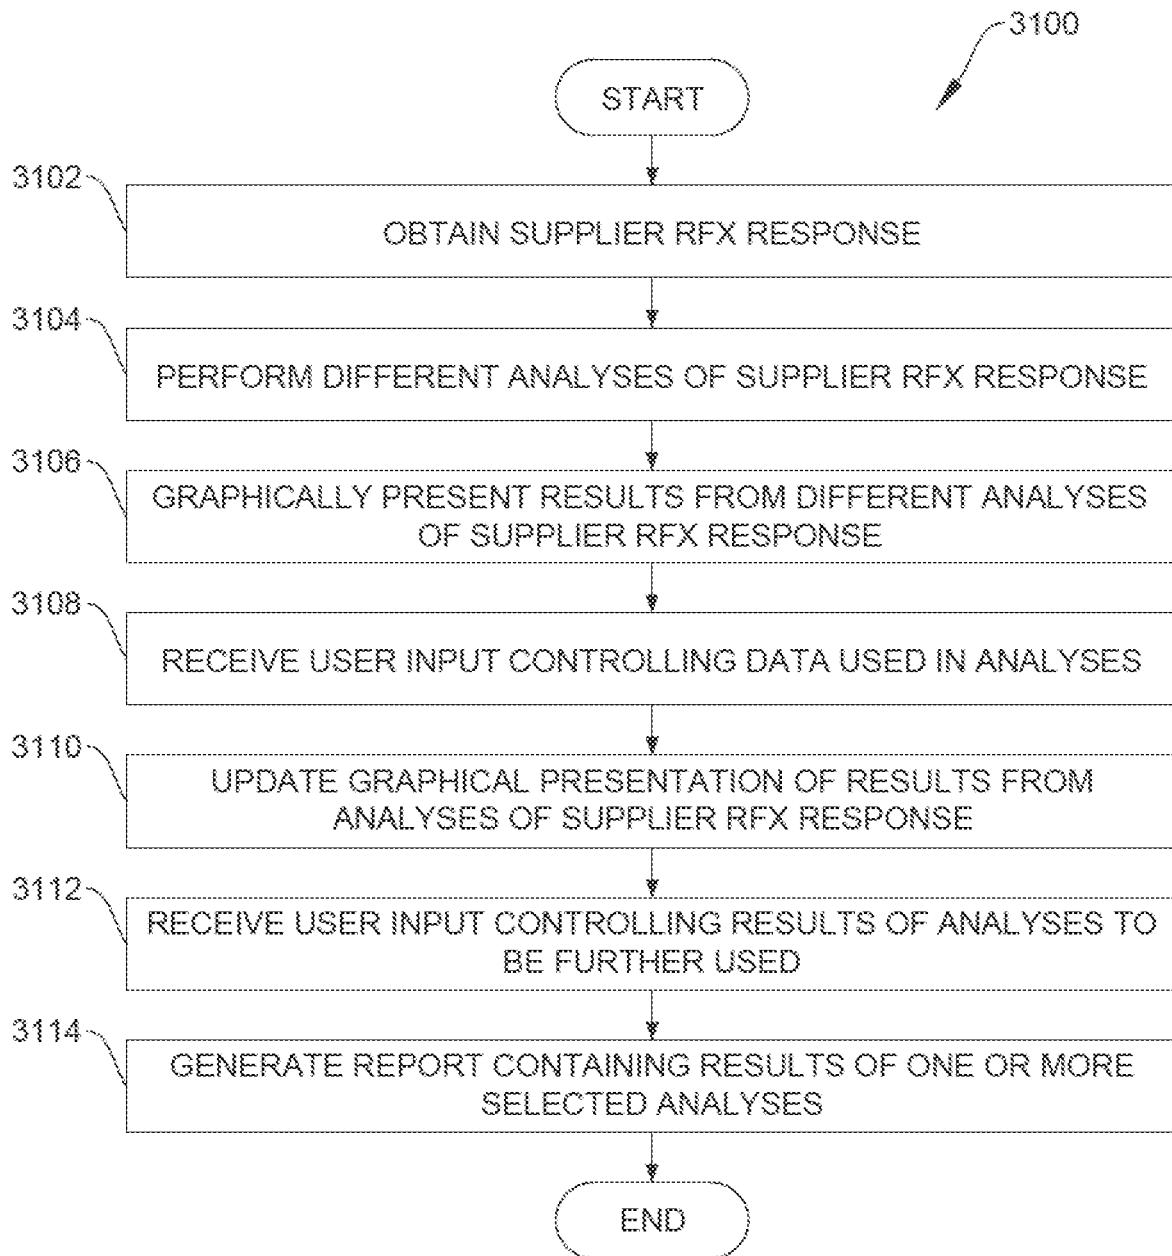 3100
START
3102
OBTAIN SUPPLIER RFX RESPONSE
3104
PERFORM DIFFERENT ANALYSES OF SUPPLIER RFX RESPONSE
3106
GRAPHICALLY PRESENT RESULTS FROM DIFFERENT ANALYSES
OF SUPPLIER RFX RESPONSE
3108
RECEIVE USER INPUT CONTROLLING DATA USED IN ANALYSES
3110
UPDATE GRAPHICAL PRESENTATION OF RESULTS FROM
ANALYSES OF SUPPLIER RFX RESPONSE
3112
RECEIVE USER INPUT CONTROLLING RESULTS OF ANALYSES TO
BE FURTHER USED
3114
GENERATE REPORT CONTAINING RESULTS OF ONE OR MORE
SELECTED ANALYSES
END